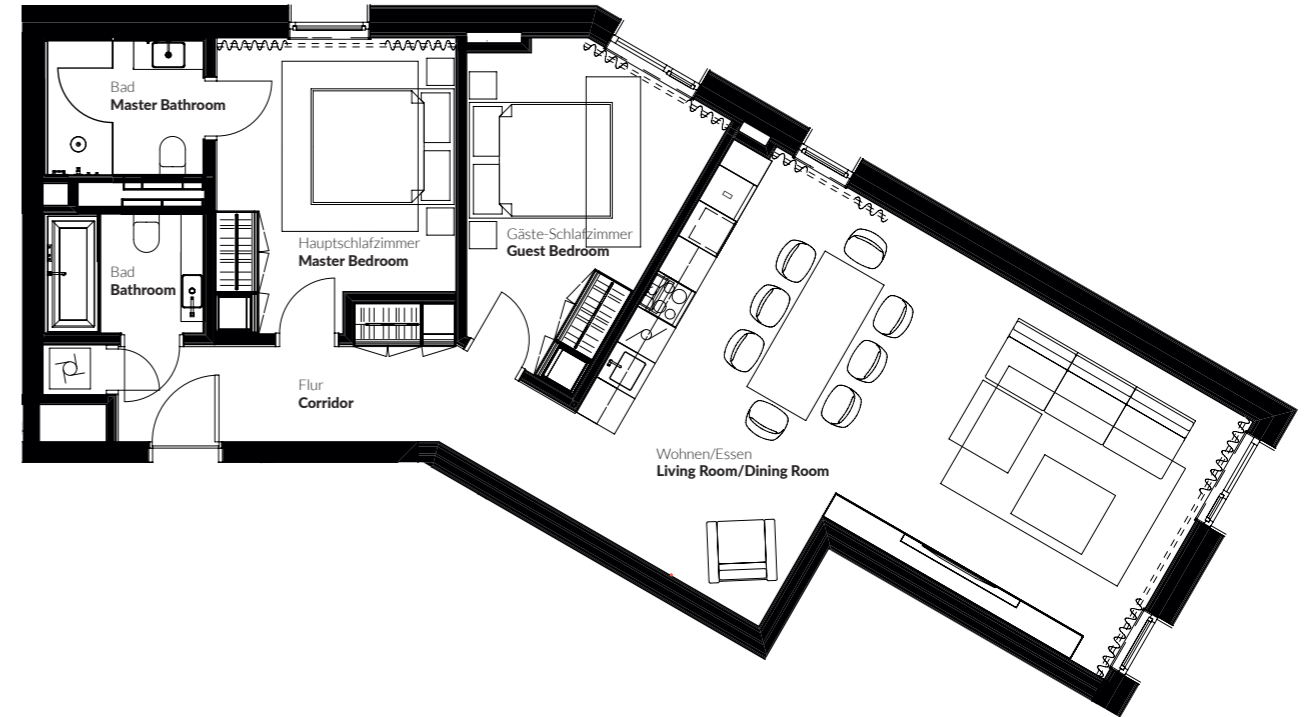 Bad
Master Bathroom
Hauptschlafzimmer
Master Bedroom
Gäste-Schlafzimmer
Guest Bedroom
Bad
Bathroom
Flur
Corridor
Wohnen/Essen
Living Room/Dining Room